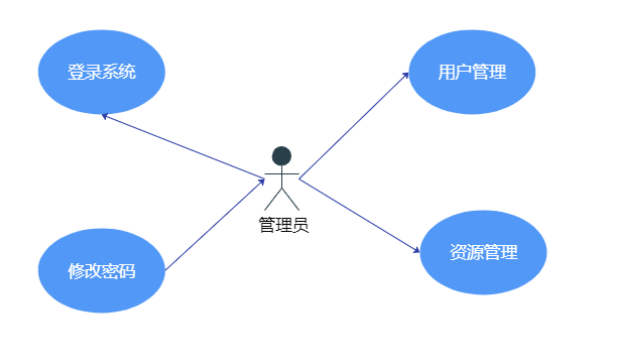 登录系统
用户管理
管理员
资源管理
修改密码